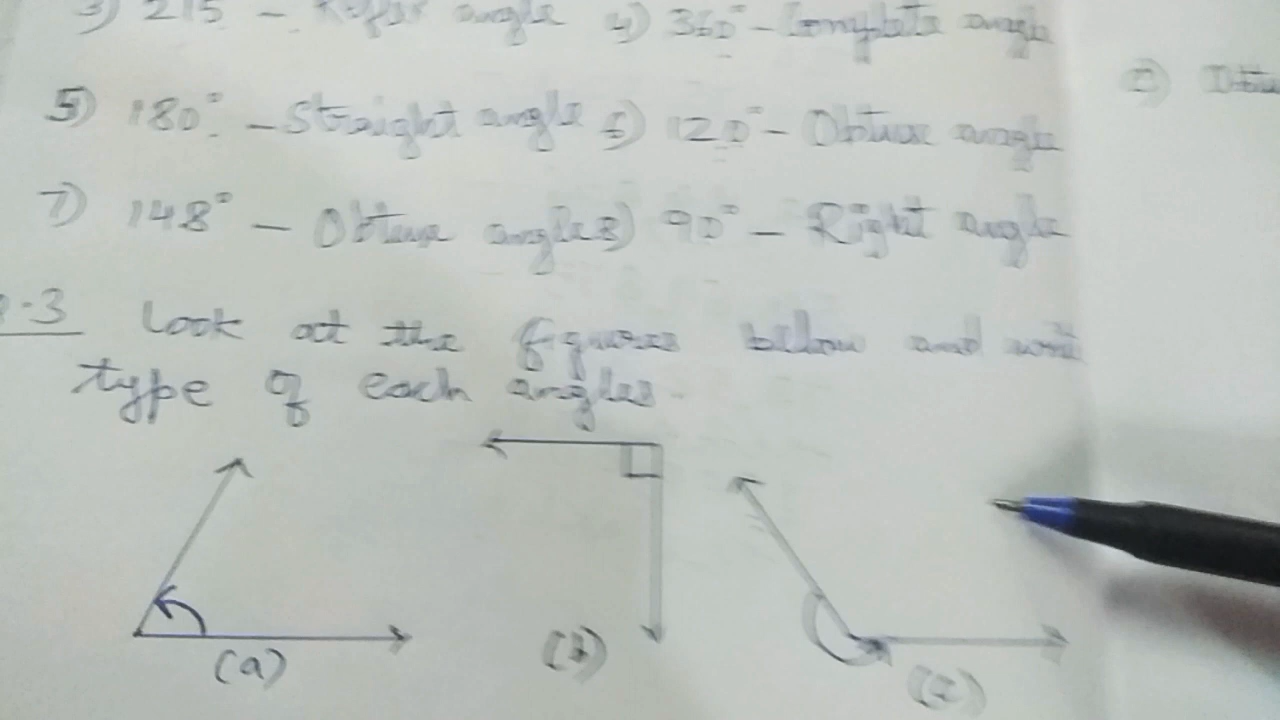 3) 215 - Reflex angle 4) 360° - Complete angle
5) 180° - Straight angle 6) 120° - Obtuse angle
7) 148° - Obtuse angle 8) 90° - Right angle
-3 Look at the figures below and write
type of each angles.
(a) (b) (c)